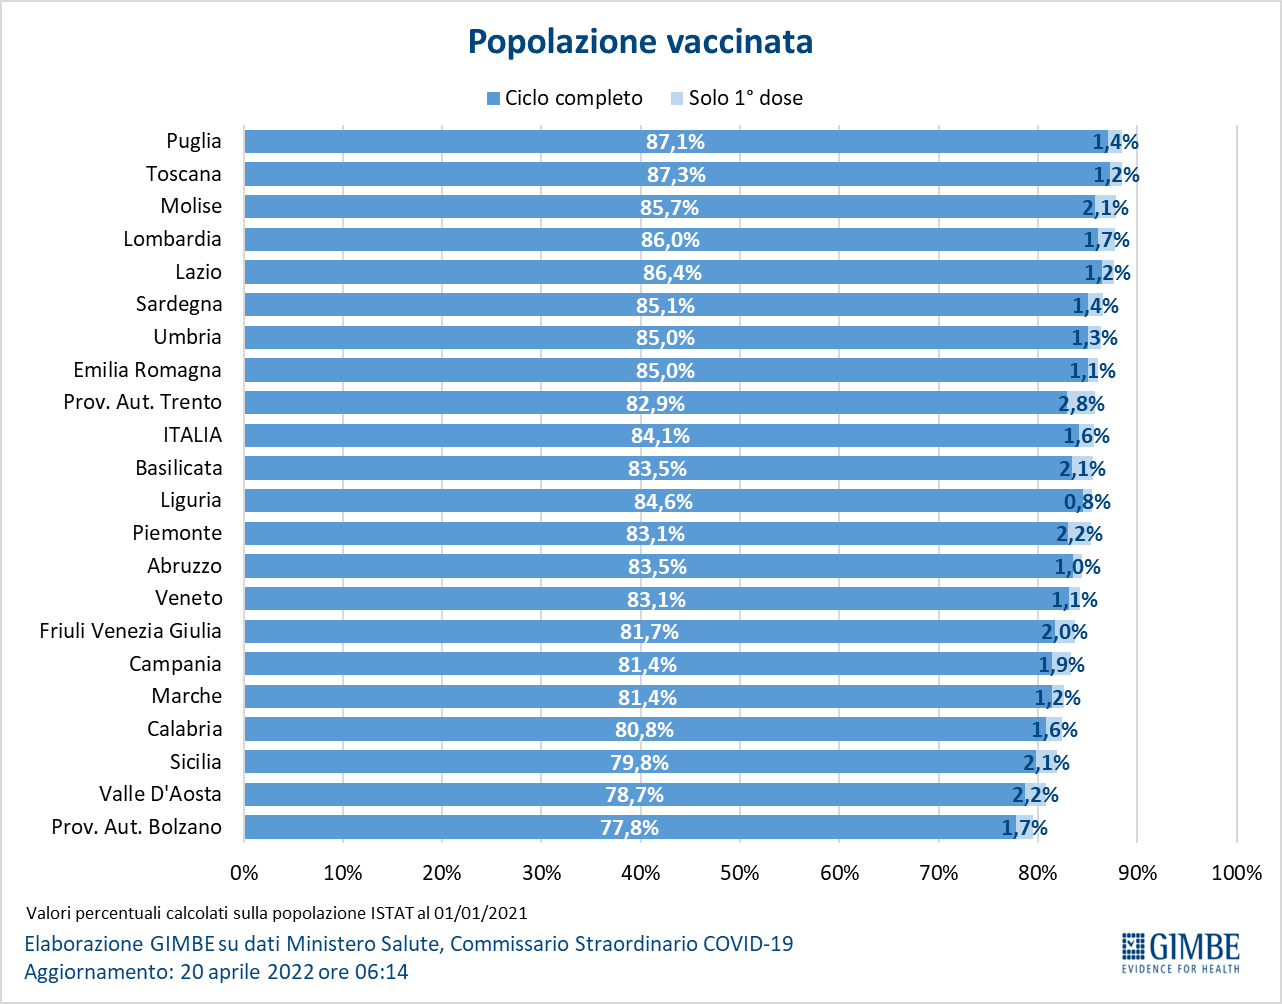 Popolazione vaccinata
Ciclo completo Solo 1° dose
Puglia 87,1% 1,4%
Toscana 87,3% 1,2%
Molise 85,7% 2,1%
Lombardia 86,0% 1,7%
Lazio 86,4% 1,2%
Sardegna 85,1% 1,4%
Umbria 85,0% 1,3%
Emilia Romagna 85,0% 1,1%
Prov. Aut. Trento 82,9% 2,8%
ITALIA 84,1% 1,6%
Basilicata 83,5% 2,1%
Liguria 84,6% 0,8%
Piemonte 83,1% 2,2%
Abruzzo 83,5% 1,0%
Veneto 83,1% 1,1%
Friuli Venezia Giulia 81,7% 2,0%
Campania 81,4% 1,9%
Marche 81,4% 1,2%
Calabria 80,8% 1,6%
Sicilia 79,8% 2,1%
Valle D'Aosta 78,7% 2,2%
Prov. Aut. Bolzano 77,8% 1,7%
0% 10% 20% 30% 40% 50% 60% 70% 80% 90% 100%
Valori percentuali calcolati sulla popolazione ISTAT al 01/01/2021
Elaborazione GIMBE su dati Ministero Salute, Commissario Straordinario COVID-19
Aggiornamento: 20 aprile 2022 ore 06:14
GIMBE
EVIDENCE FOR HEALTH